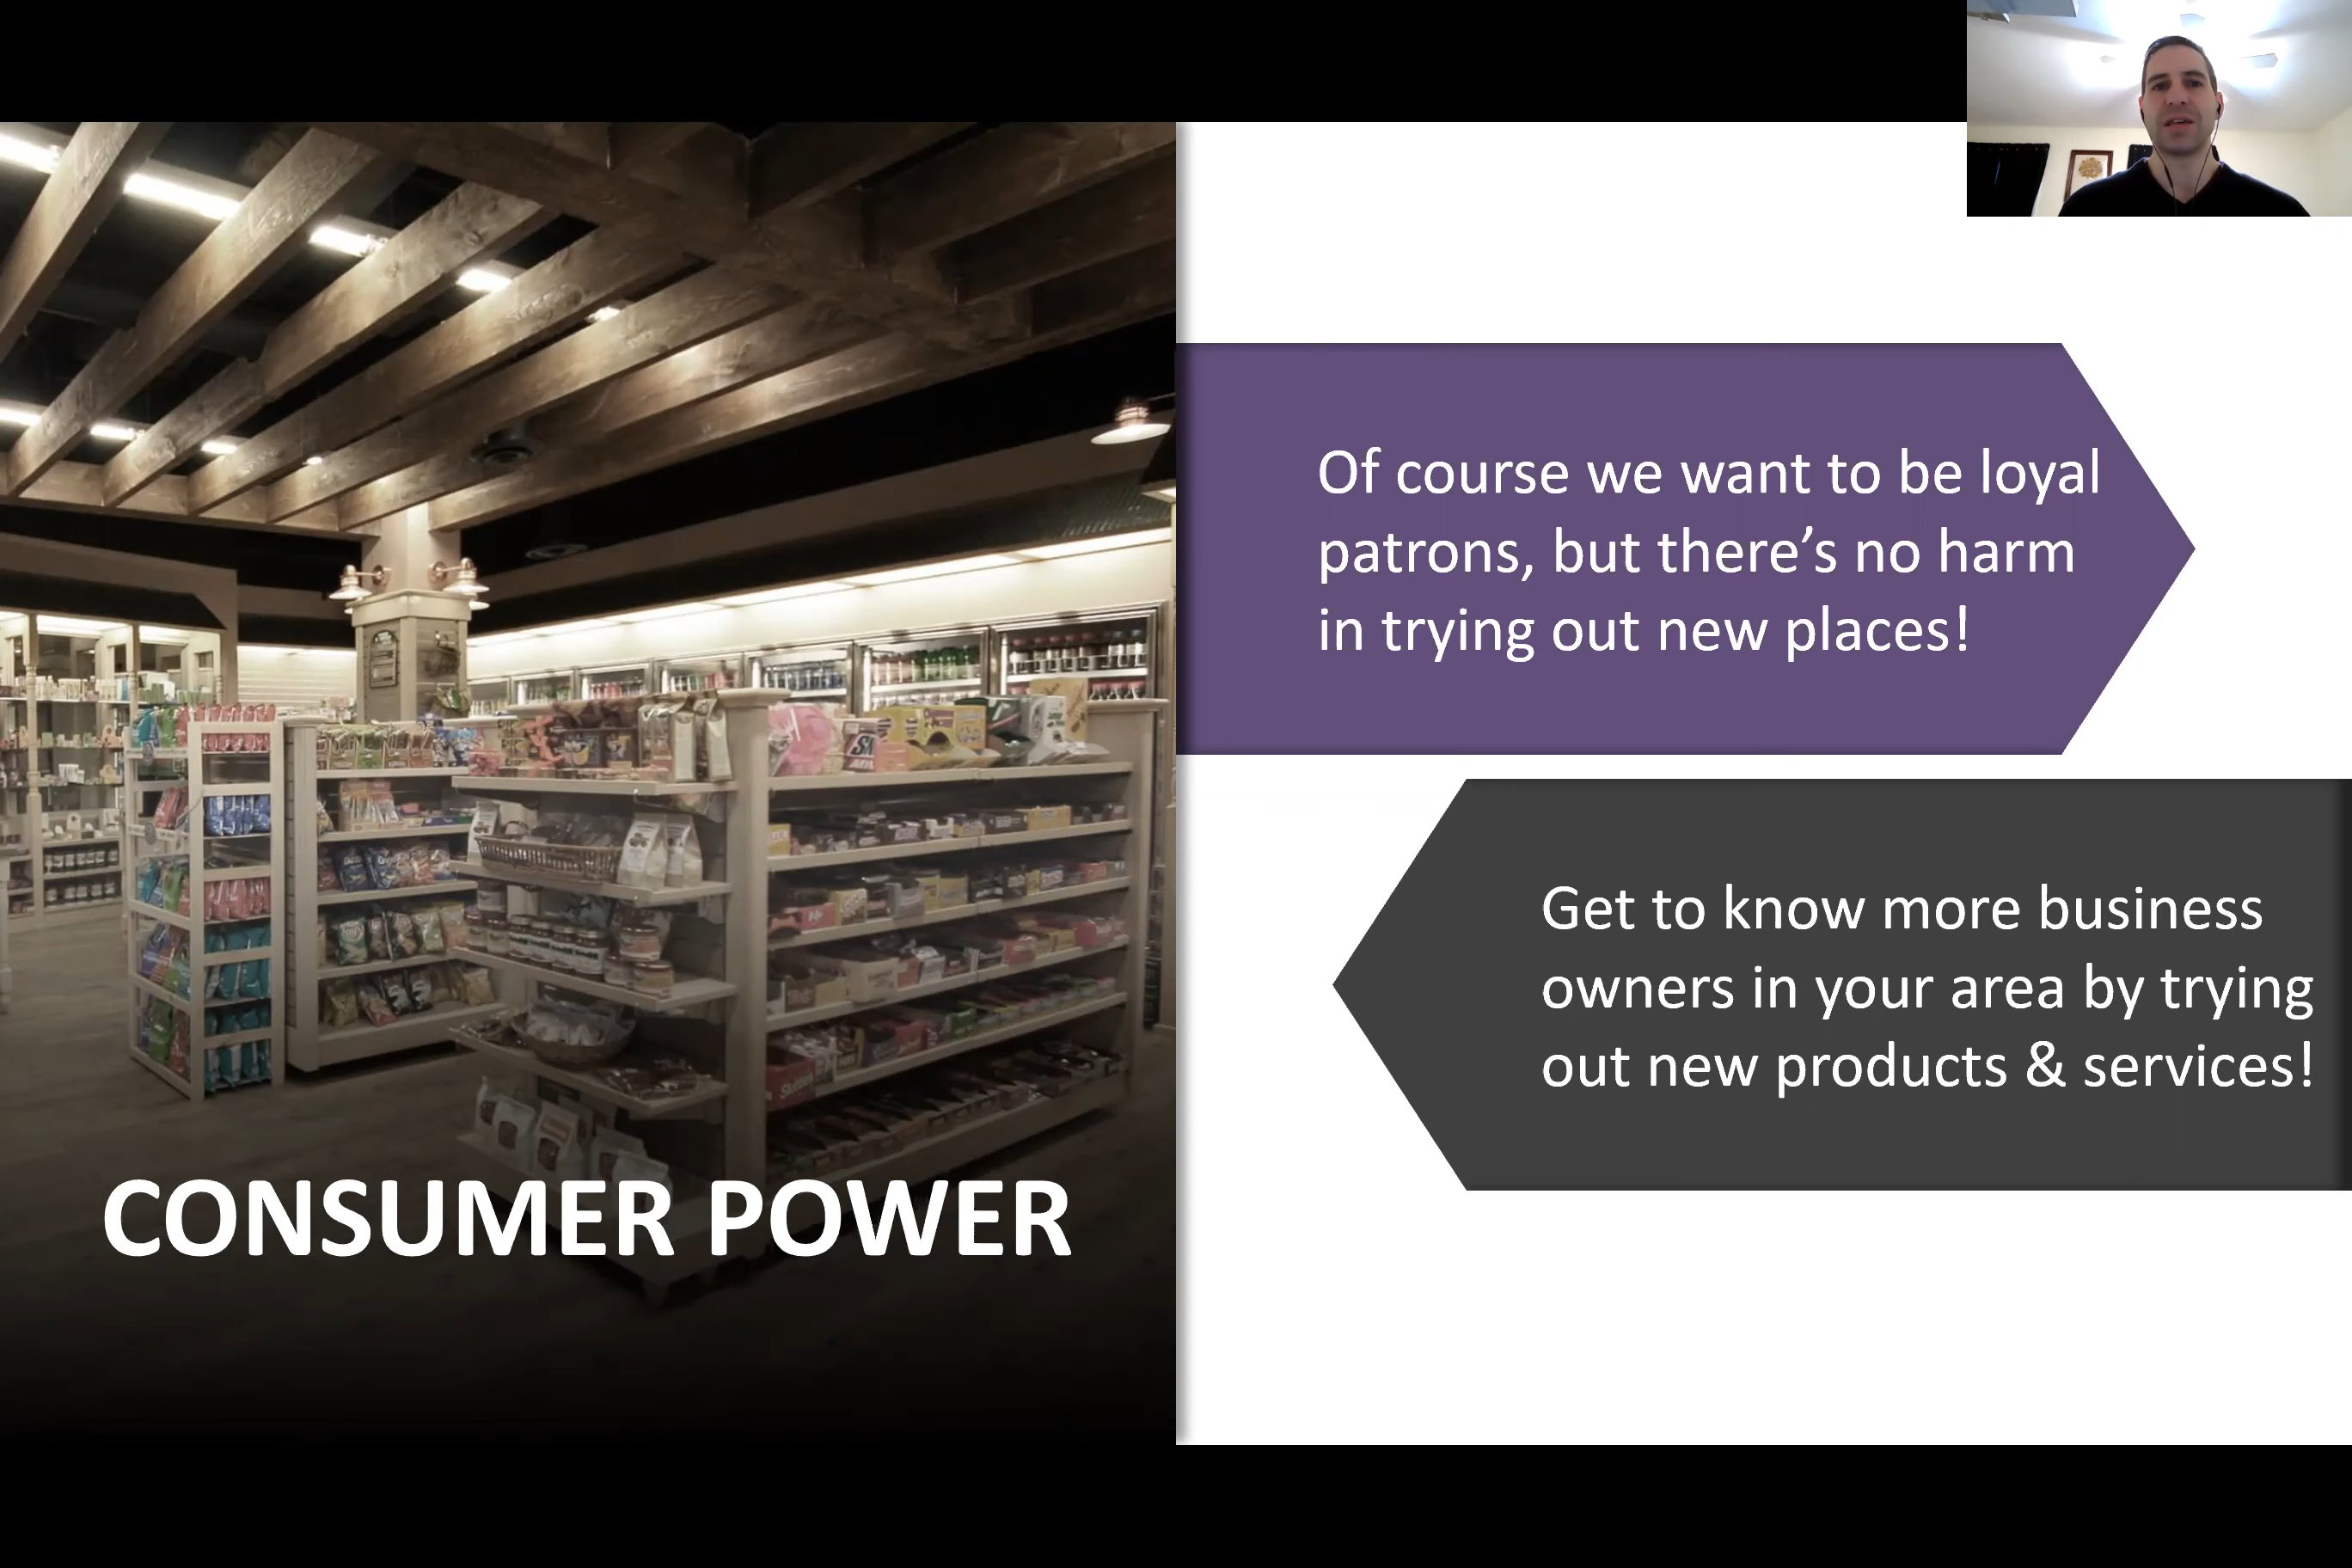 Of course we want to be loyal
patrons, but there's no harm
in trying out new places!
Get to know more business
owners in your area by trying
out new products & services!
CONSUMER POWER